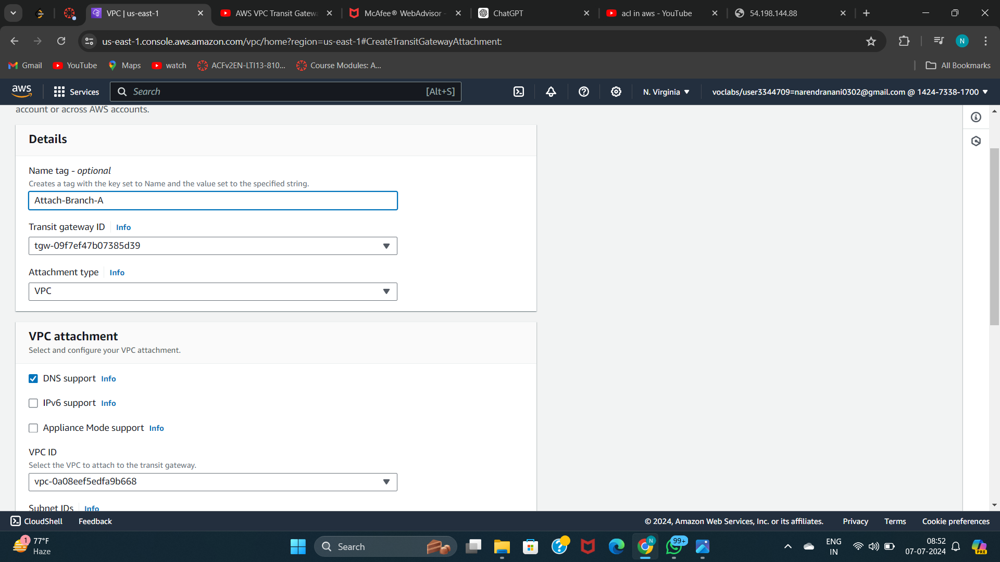 VPC | us-east-1
AWS VPC Transit Gatewa
McAfee® WebAdvisor -
ChatGPT
acl in aws - YouTube
54.198.144.88
us-east-1.console.aws.amazon.com/vpc/home?region=us-east-1#CreateTransitGatewayAttachment:
N
Gmail
YouTube
Maps
watch
ACFv2EN-LTI13-810...
Course Modules: A...
All Bookmarks
aws
Services
Search
[Alt+S]
N. Virginia
voclabs/user3344709=narendranani0302@gmail.com @ 1424-7338-1700
account or across AWS accounts.
Details
Name tag - optional
Creates a tag with the key set to Name and the value set to the specified string.
Attach-Branch-A
Transit gateway ID Info
tgw-09f7ef47b07385d39
Attachment type Info
VPC
VPC attachment
Select and configure your VPC attachment.
DNS support Info
IPv6 support Info
Appliance Mode support Info
VPC ID
Select the VPC to attach to the transit gateway.
vpc-0a08eef5edfa9b668
Subnet IDs Info
CloudShell
Feedback
© 2024, Amazon Web Services, Inc. or its affiliates.
Privacy
Terms
Cookie preferences
1
77°F
Haze
Search
N
99+
ENG
IN
08:52
07-07-2024
PRE